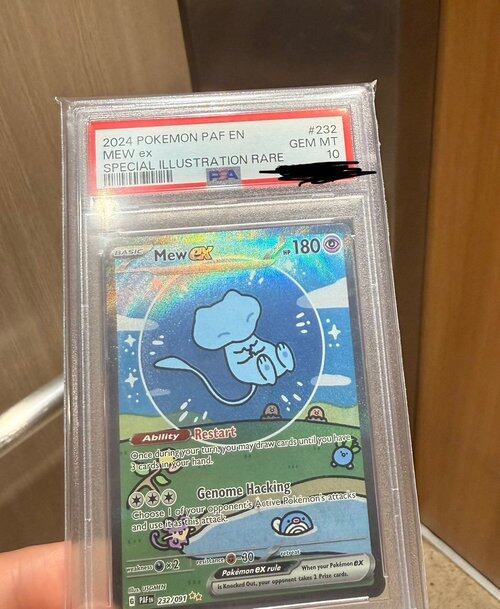 2024 POKEMON PAF EN #232
MEW ex GEM MT
SPECIAL ILLUSTRATION RARE 10
PSA
BASIC Mew ex HP 180
Ability Restart
Once during your turn, you may draw cards until you have
3 cards in your hand.
Genome Hacking
Choose 1 of your opponent's Active Pokémon's attacks
and use it as this attack.
weakness ×2 resistance -30 retreat
Pokémon ex rule When your Pokémon ex
is Knocked Out, your opponent takes 2 Prize cards.
Illus. USGMEN
G PAF EN 232/091